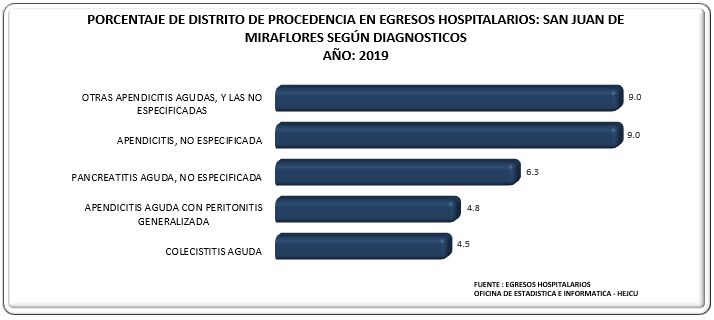 PORCENTAJE DE DISTRITO DE PROCEDENCIA EN EGRESOS HOSPITALARIOS: SAN JUAN DE
MIRAFLORES SEGÚN DIAGNOSTICOS
AÑO: 2019
OTRAS APENDICITIS AGUDAS, Y LAS NO
ESPECIFICADAS
9.0
APENDICITIS, NO ESPECIFICADA
9.0
PANCREATITIS AGUDA, NO ESPECIFICADA
6.3
APENDICITIS AGUDA CON PERITONITIS
GENERALIZADA
4.8
COLECISTITIS AGUDA
4.5
FUENTE : EGRESOS HOSPITALARIOS
OFICINA DE ESTADISTICA E INFORMATICA - HEJCU